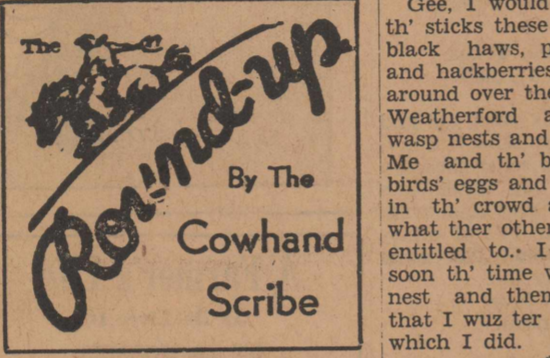 The
Round-up
By The
Cowhand
Scribe
Gee, I would
th' sticks these
black haws, p
and hackberries
around over the
Weatherford a
wasp nests and
Me and th' b
birds' eggs and
in th' crowd a
what ther other
entitled to. I
soon th' time w
nest and then
that I wuz ter
which I did.